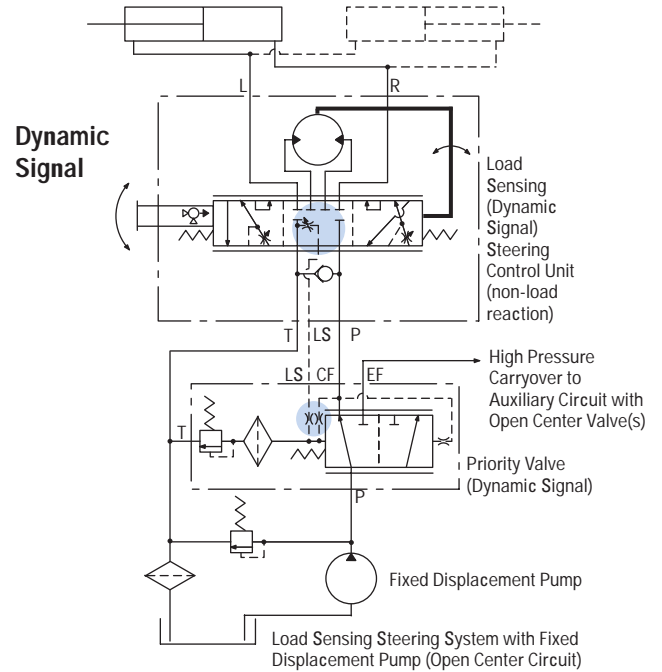 L
R
Dynamic
Signal
Load
Sensing
(Dynamic
Signal)
Steering
Control Unit
(non-load
reaction)
T LS P
LS CF EF
High Pressure
Carryover to
Auxiliary Circuit with
Open Center Valve(s)
T
Priority Valve
(Dynamic Signal)
P
Fixed Displacement Pump
Load Sensing Steering System with Fixed
Displacement Pump (Open Center Circuit)